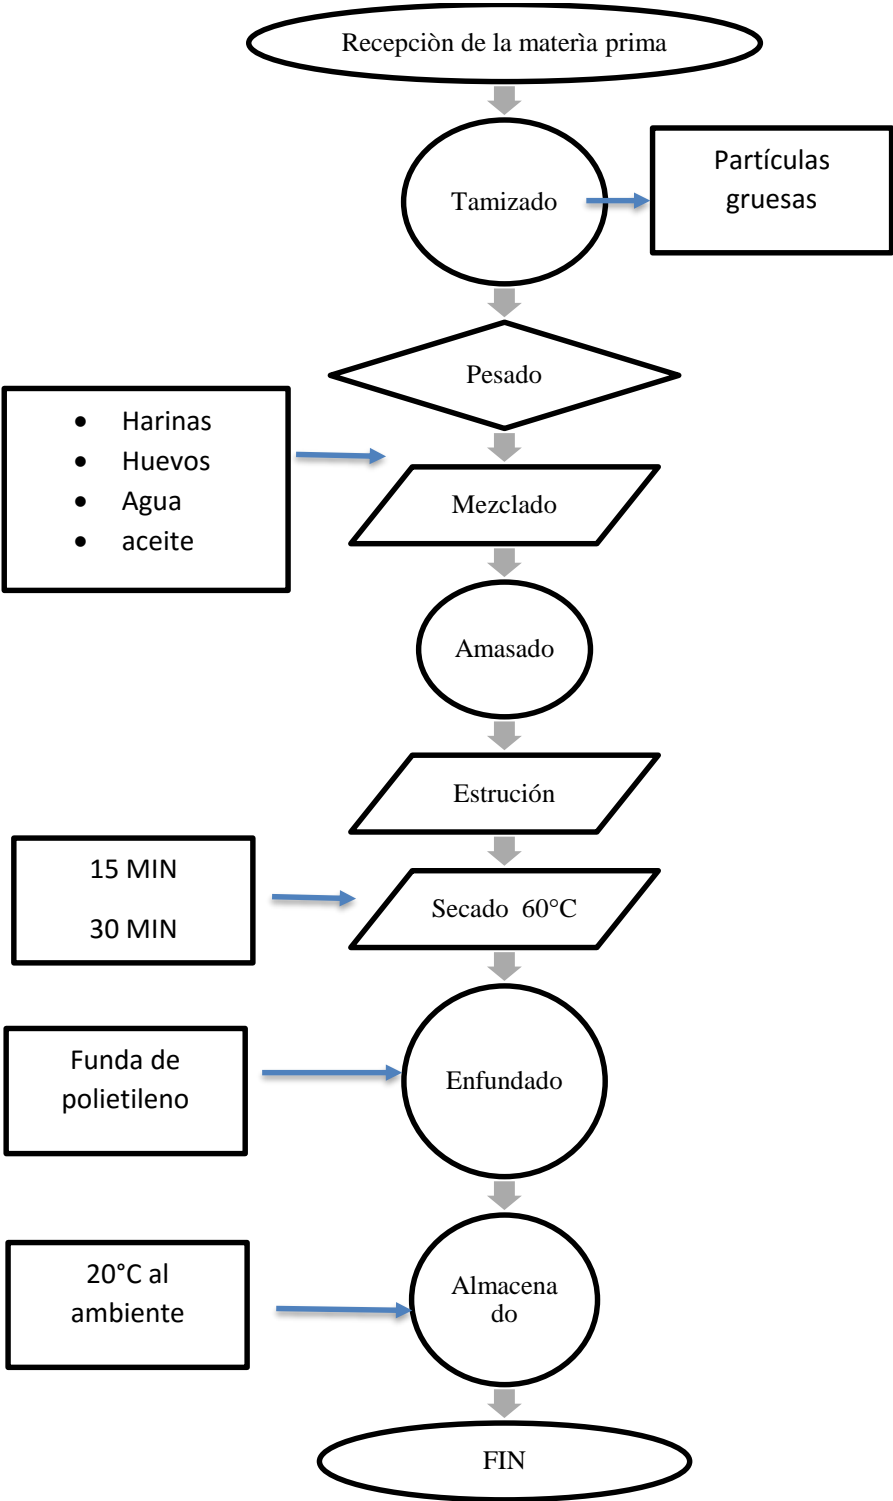 Recepciòn de la materìa prima
Tamizado
Partículas
gruesas
Pesado
• Harinas
• Huevos
• Agua
• aceite
Mezclado
Amasado
Estrución
15 MIN
30 MIN
Secado 60°C
Funda de
polietileno
Enfundado
20°C al
ambiente
Almacena
do
FIN